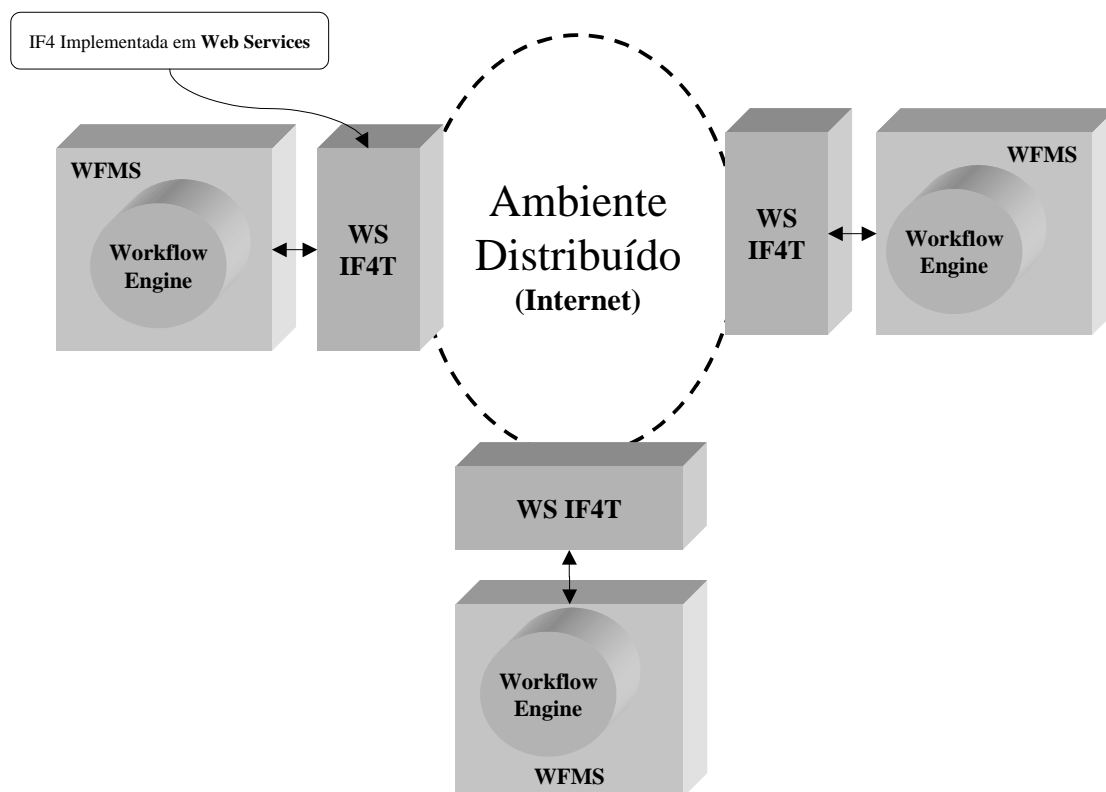 IF4 Implementada em Web Services
WFMS
Workflow
Engine
WS
IF4T
Ambiente
Distribuído
(Internet)
WS
IF4T
WFMS
Workflow
Engine
WS IF4T
Workflow
Engine
WFMS